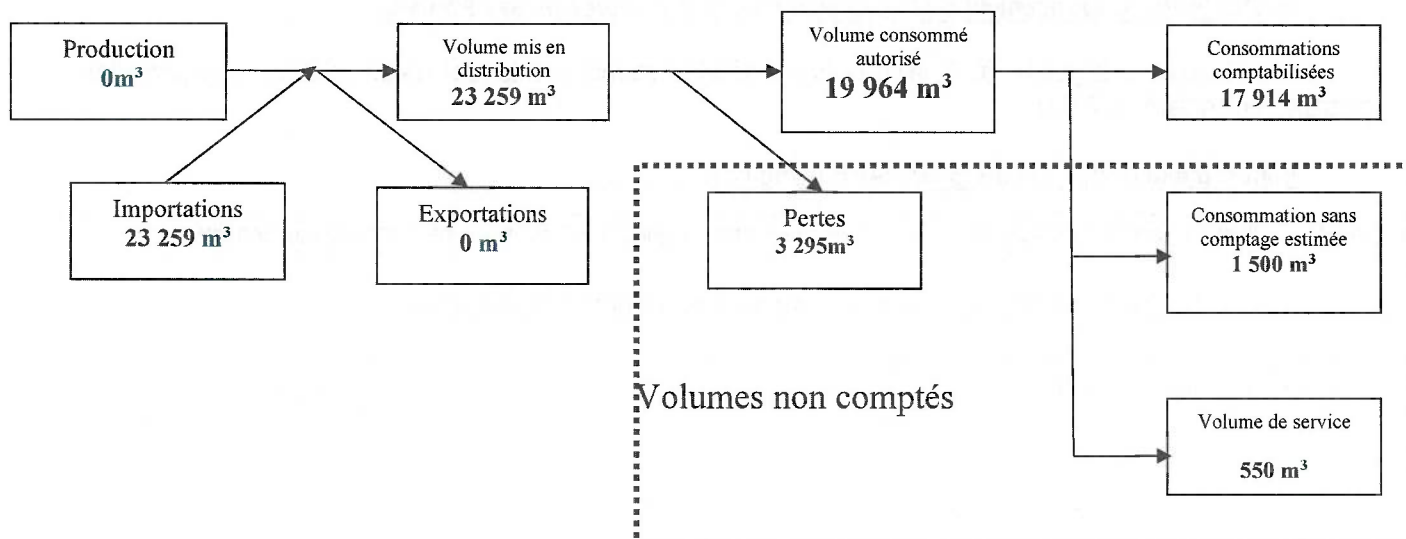 Production
0m³
Volume mis en
distribution
23 259 m³
Volume consommé
autorisé
19 964 m³
Consommations
comptabilisées
17 914 m³
Importations
23 259 m³
Exportations
0 m³
Pertes
3 295m³
Consommation sans
comptage estimée
1 500 m³
Volumes non comptés
Volume de service
550 m³